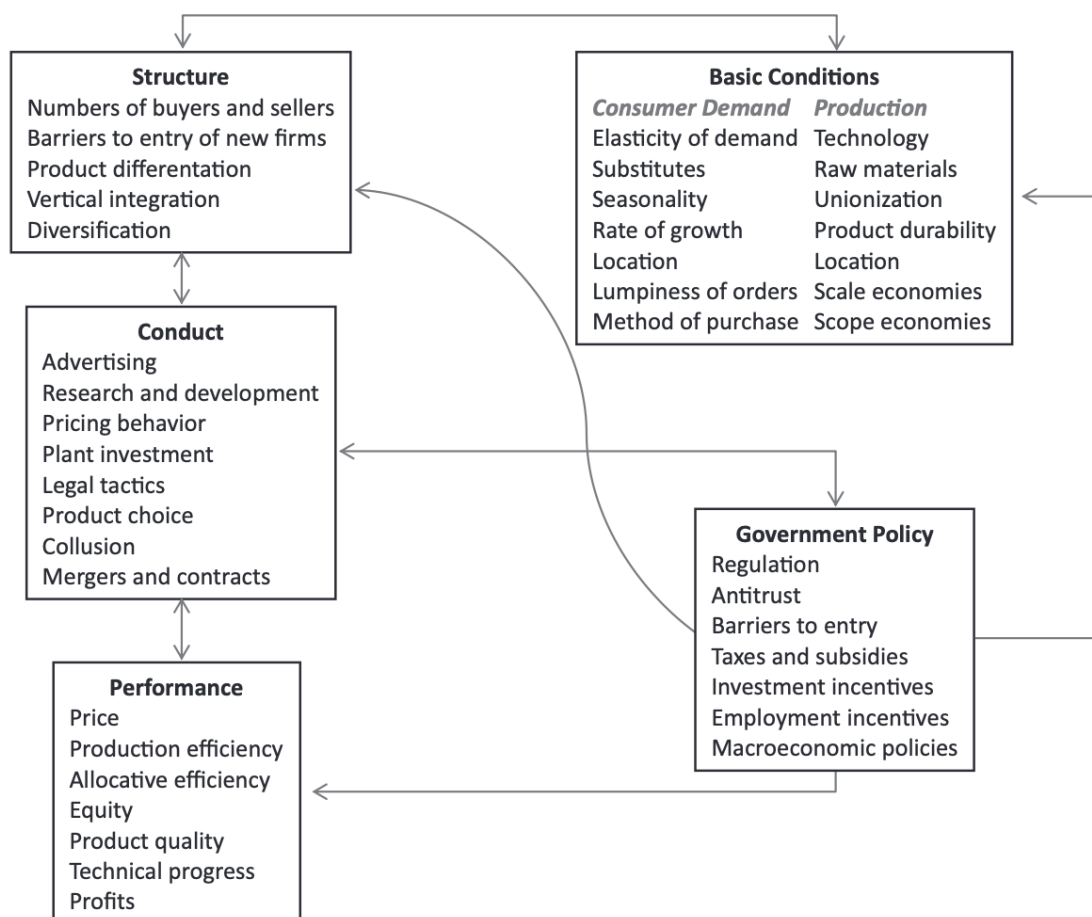 Structure
Numbers of buyers and sellers
Barriers to entry of new firms
Product differentation
Vertical integration
Diversification
Basic Conditions
Consumer Demand Production
Elasticity of demand Technology
Substitutes Raw materials
Seasonality Unionization
Rate of growth Product durability
Location Location
Lumpiness of orders Scale economies
Method of purchase Scope economies
Conduct
Advertising
Research and development
Pricing behavior
Plant investment
Legal tactics
Product choice
Collusion
Mergers and contracts
Government Policy
Regulation
Antitrust
Barriers to entry
Taxes and subsidies
Investment incentives
Employment incentives
Macroeconomic policies
Performance
Price
Production efficiency
Allocative efficiency
Equity
Product quality
Technical progress
Profits